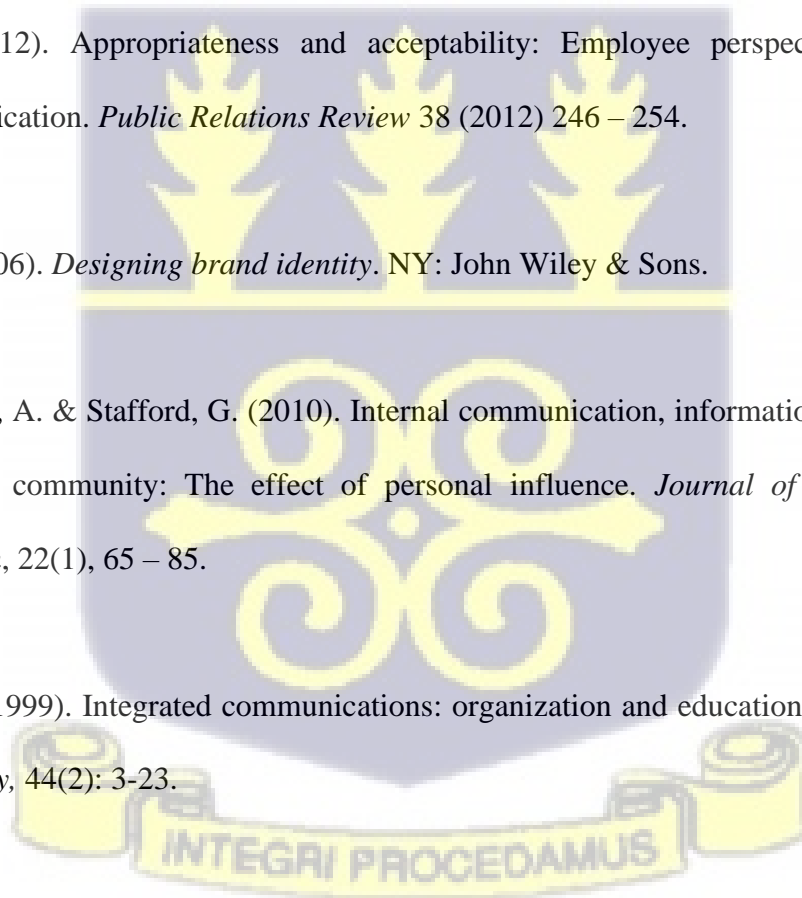 12). Appropriateness and acceptability: Employee perspec
ication. Public Relations Review 38 (2012) 246 – 254.
06). Designing brand identity. NY: John Wiley & Sons.
, A. & Stafford, G. (2010). Internal communication, informatio
community: The effect of personal influence. Journal of
, 22(1), 65 – 85.
1999). Integrated communications: organization and education
y, 44(2): 3-23.
INTEGRI PROCEDAMUS